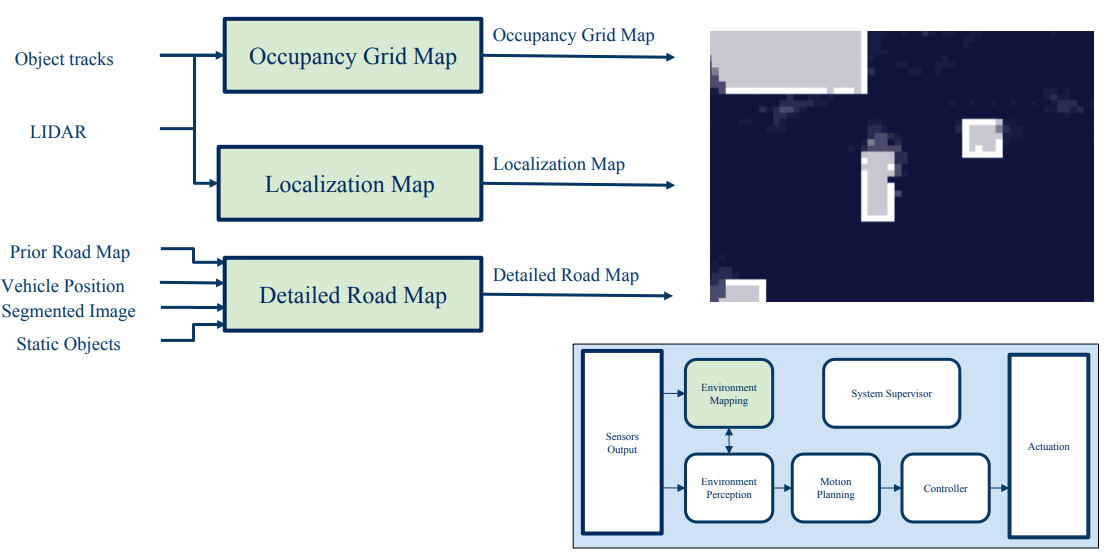 Object tracks
LIDAR
Occupancy Grid Map
Occupancy Grid Map
Localization Map
Localization Map
Prior Road Map
Vehicle Position
Segmented Image
Static Objects
Detailed Road Map
Detailed Road Map
Sensors
Output
Environment
Mapping
System Supervisor
Environment
Perception
Motion
Planning
Controller
Actuation